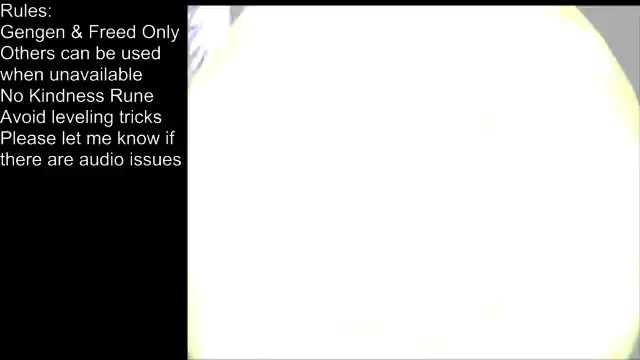 Rules:
Gengen & Freed Only
Others can be used
when unavailable
No Kindness Rune
Avoid leveling tricks
Please let me know if
there are audio issues